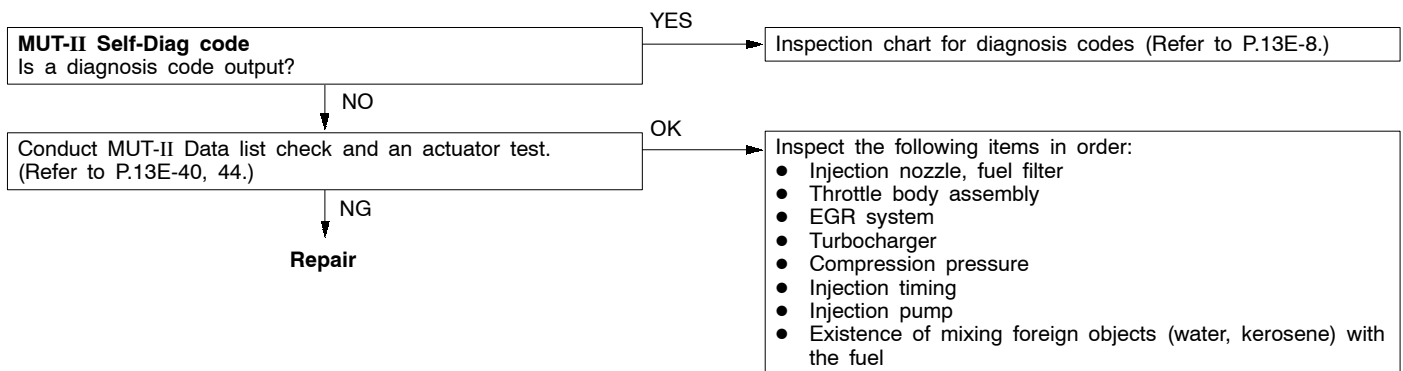 MUT-II Self-Diag code
Is a diagnosis code output?
YES
Inspection chart for diagnosis codes (Refer to P.13E-8.)
NO
Conduct MUT-II Data list check and an actuator test.
(Refer to P.13E-40, 44.)
OK
Inspect the following items in order:
● Injection nozzle, fuel filter
● Throttle body assembly
● EGR system
● Turbocharger
● Compression pressure
● Injection timing
● Injection pump
● Existence of mixing foreign objects (water, kerosene) with
the fuel
NG
Repair